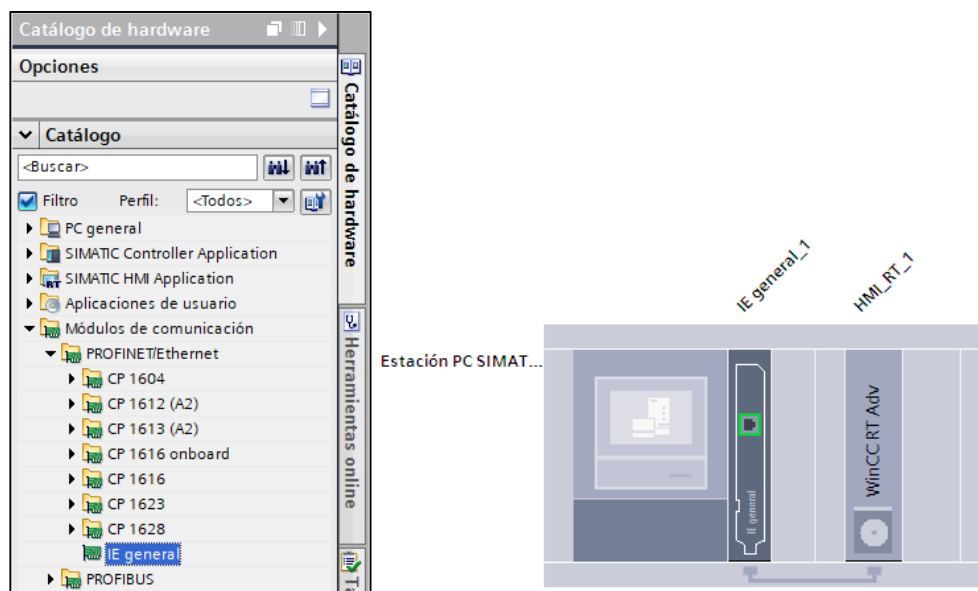 Catálogo de hardware
Opciones
Catálogo
<Buscar>
Filtro Perfil: <Todos>
PC general
SIMATIC Controller Application
SIMATIC HMI Application
Aplicaciones de usuario
Módulos de comunicación
PROFINET/Ethernet
CP 1604
CP 1612 (A2)
CP 1613 (A2)
CP 1616 onboard
CP 1616
CP 1623
CP 1628
IE general
PROFIBUS
Catálogo de hardware
Herramientas online
Ta
IE general_1
HMI_RT_1
Estación PC SIMAT...
IE general
WinCC RT Adv
RT